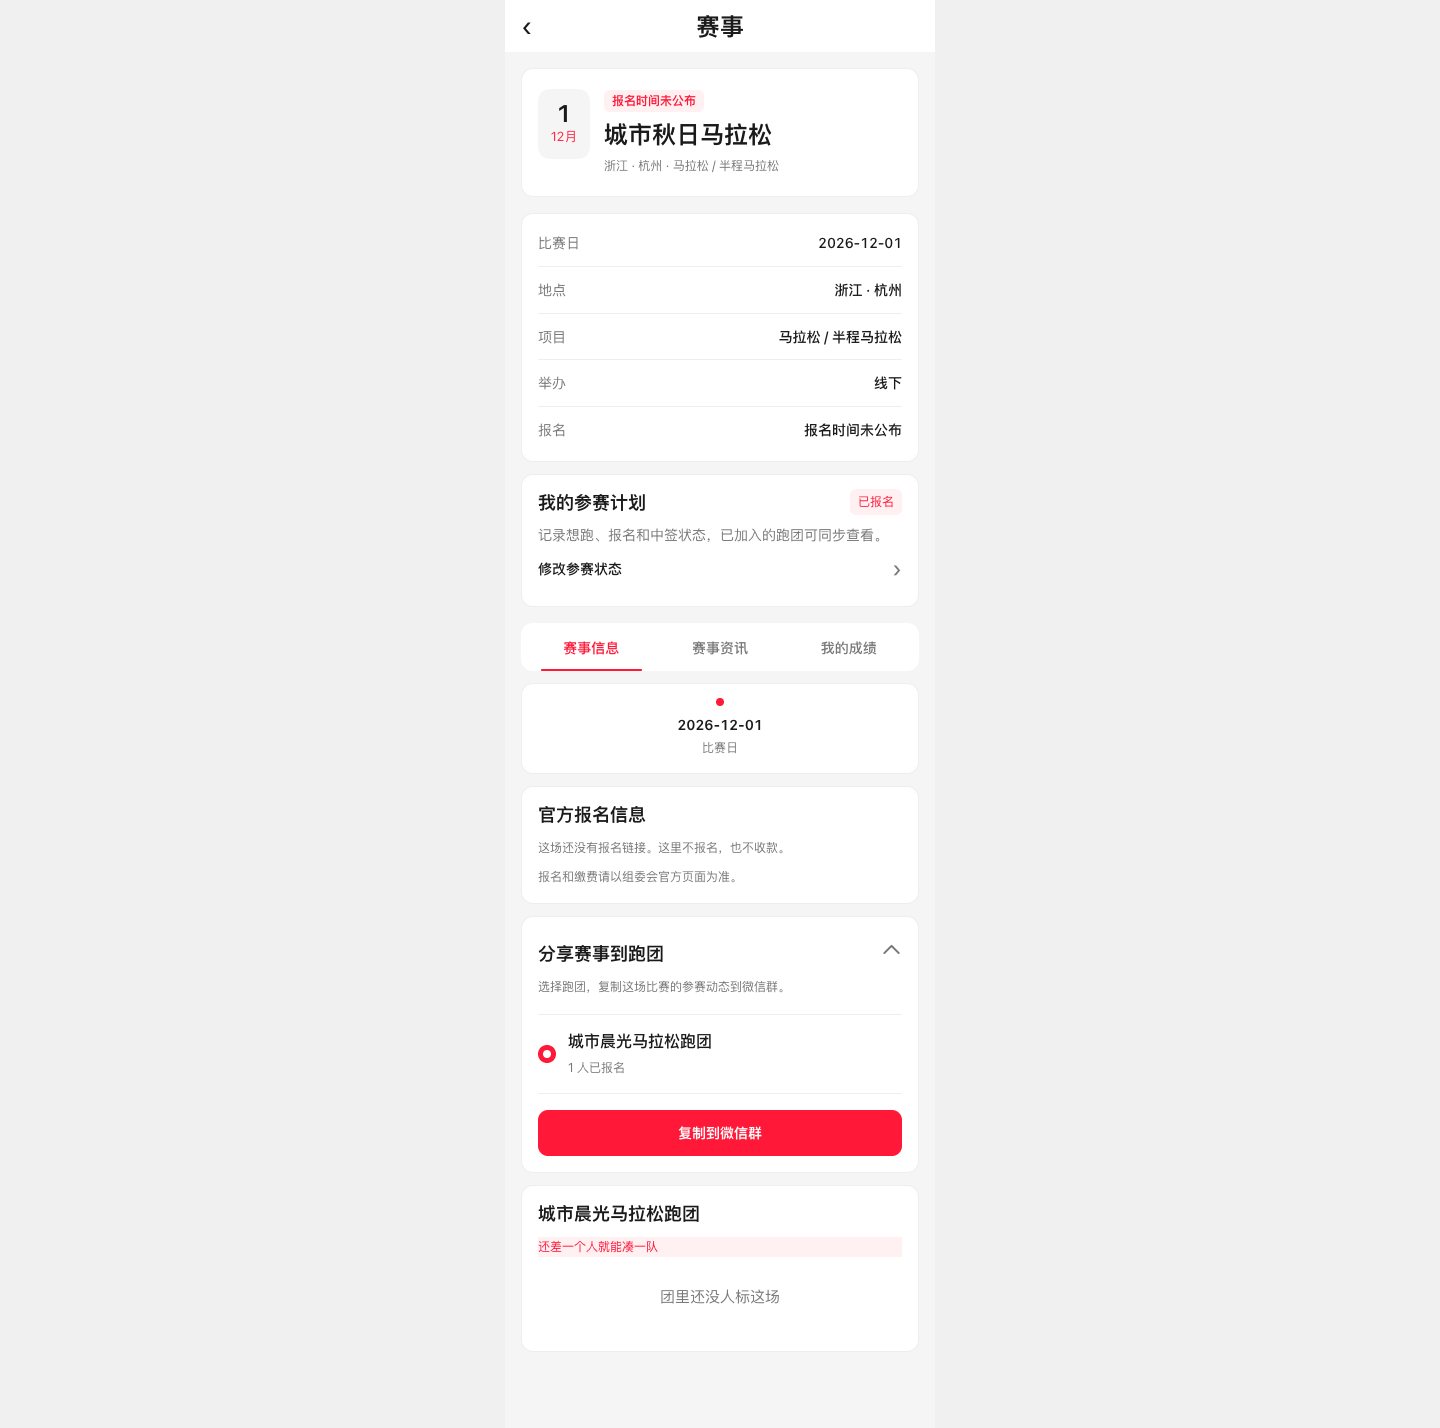 ‹ 赛事
1
12月
报名时间未公布
城市秋日马拉松
浙江 · 杭州 · 马拉松 / 半程马拉松
比赛日 2026-12-01
地点 浙江 · 杭州
项目 马拉松 / 半程马拉松
举办 线下
报名 报名时间未公布
我的参赛计划 已报名
记录想跑、报名和中签状态，已加入的跑团可同步查看。
修改参赛状态 ›
赛事信息 赛事资讯 我的成绩
2026-12-01
比赛日
官方报名信息
这场还没有报名链接。这里不报名，也不收款。
报名和缴费请以组委会官方页面为准。
分享赛事到跑团
选择跑团，复制这场比赛的参赛动态到微信群。
城市晨光马拉松跑团
1 人已报名
复制到微信群
城市晨光马拉松跑团
还差一个人就能凑一队
团里还没人标这场